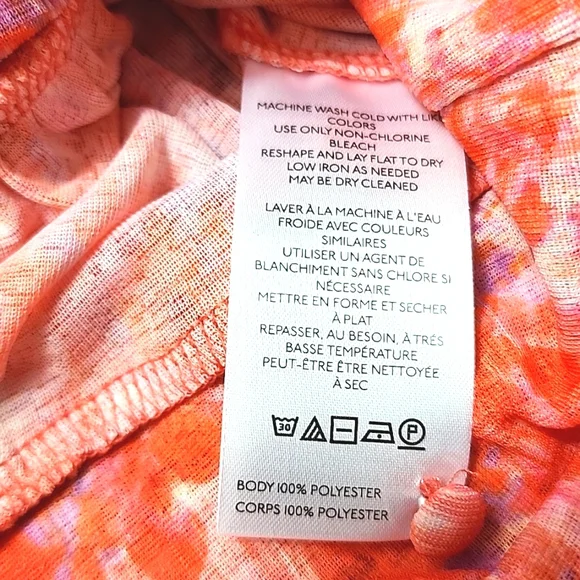 MACHINE WASH COLD WITH LIKE
COLORS
USE ONLY NON-CHLORINE
BLEACH
RESHAPE AND LAY FLAT TO DRY
LOW IRON AS NEEDED
MAY BE DRY CLEANED
LAVER À LA MACHINE À L'EAU
FROIDE AVEC COULEURS
SIMILAIRES
UTILISER UN AGENT DE
BLANCHIMENT SANS CHLORE SI
NÉCESSAIRE
METTRE EN FORME ET SECHER
À PLAT
REPASSER, AU BESOIN, À TRÉS
BASSE TEMPÉRATURE
PEUT-ÊTRE ÊTRE NETTOYÉE
À SEC
30 P
BODY 100% POLYESTER
CORPS 100% POLYESTER